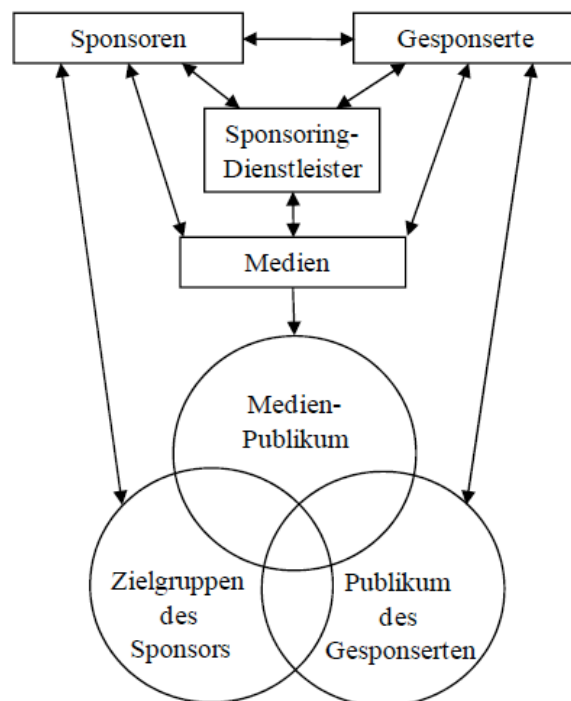 Sponsoren
Gesponserte
Sponsoring-
Dienstleister
Medien
Medien-
Publikum
Zielgruppen
des
Sponsors
Publikum
des
Gesponserten